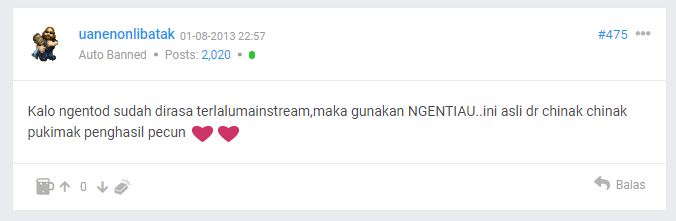 uanenonlibatak 01-08-2013 22:57
#475
Auto Banned • Posts: 2,020 •
Kalo ngentod sudah dirasa terlalumainstream,maka gunakan NGENTIAU..ini asli dr chinak chinak
pukimak penghasil pecun
0
Balas